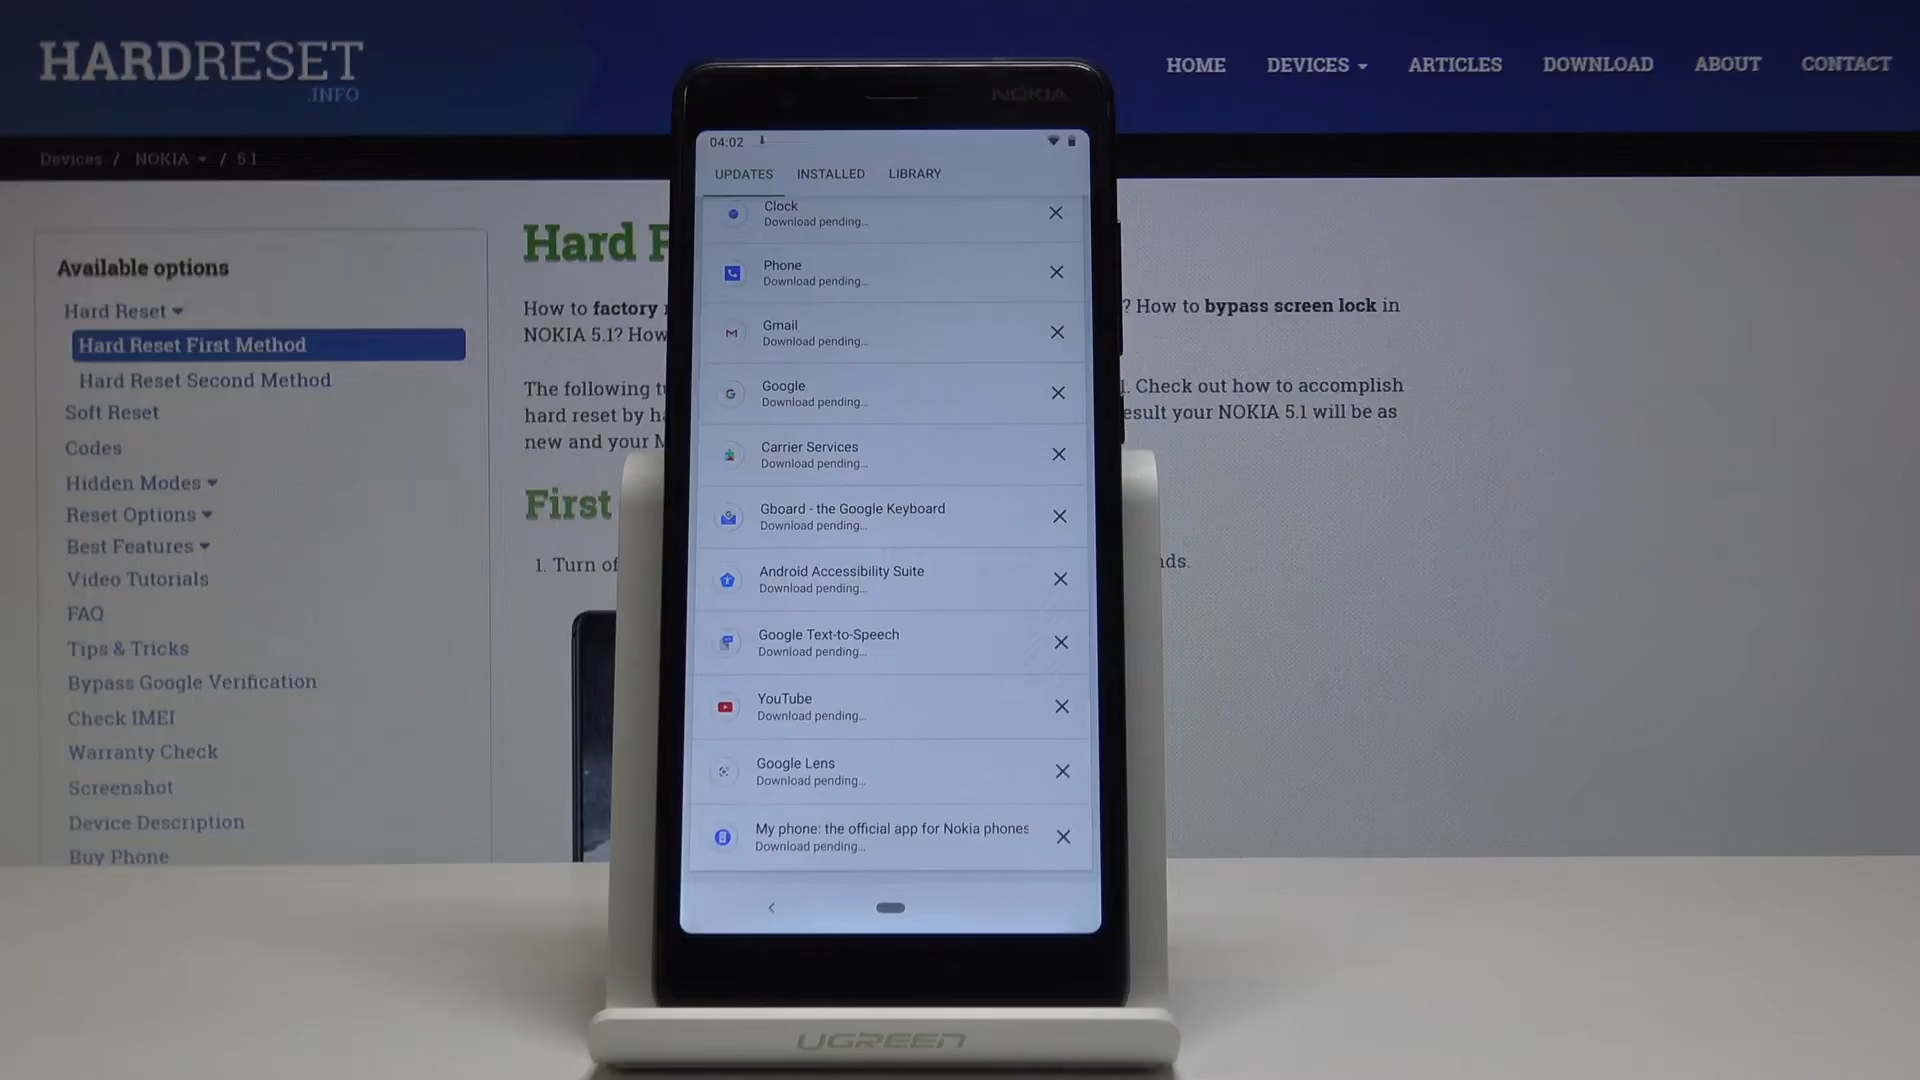 HARDRESET
.INFO
HOME
DEVICES
ARTICLES
DOWNLOAD
ABOUT
CONTACT
Devices / NOKIA / 5.1
Available options
Hard Reset
Hard Reset First Method
Hard Reset Second Method
Soft Reset
Codes
Hidden Modes
Reset Options
Best Features
Video Tutorials
FAQ
Tips & Tricks
Bypass Google Verification
Check IMEI
Warranty Check
Screenshot
Device Description
Buy Phone
Hard
How to factory
? How to bypass screen lock in
NOKIA 5.1? How
The following
. Check out how to accomplish
hard reset by
result your NOKIA 5.1 will be as
new and your
First
1. Turn
NOKIA
04:02
UPDATES
INSTALLED
LIBRARY
Clock
Download pending...
Phone
Download pending...
Gmail
Download pending...
Google
Download pending...
Carrier Services
Download pending...
Gboard - the Google Keyboard
Download pending...
Android Accessibility Suite
Download pending...
Google Text-to-Speech
Download pending...
YouTube
Download pending...
Google Lens
Download pending...
My phone: the official app for Nokia phones
Download pending...
UGREEN